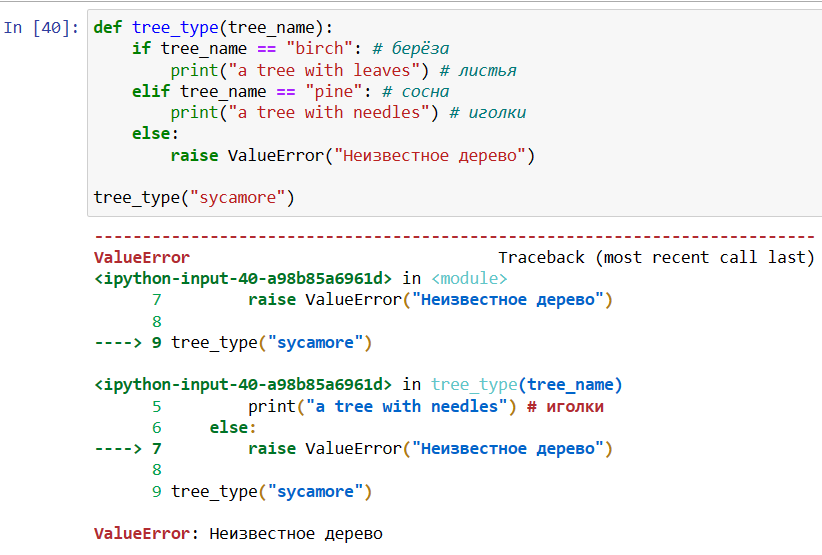 In [40]: def tree_type(tree_name):
    if tree_name == "birch": # берёза
        print("a tree with leaves") # листья
    elif tree_name == "pine": # сосна
        print("a tree with needles") # иголки
    else:
        raise ValueError("Неизвестное дерево")
tree_type("sycamore")
---------------------------------------------------------------------------
ValueError                                Traceback (most recent call last)
<ipython-input-40-a98b85a6961d> in <module>
      7         raise ValueError("Неизвестное дерево")
      8
----> 9 tree_type("sycamore")
<ipython-input-40-a98b85a6961d> in tree_type(tree_name)
      5         print("a tree with needles") # иголки
      6     else:
----> 7         raise ValueError("Неизвестное дерево")
      8
      9 tree_type("sycamore")
ValueError: Неизвестное дерево